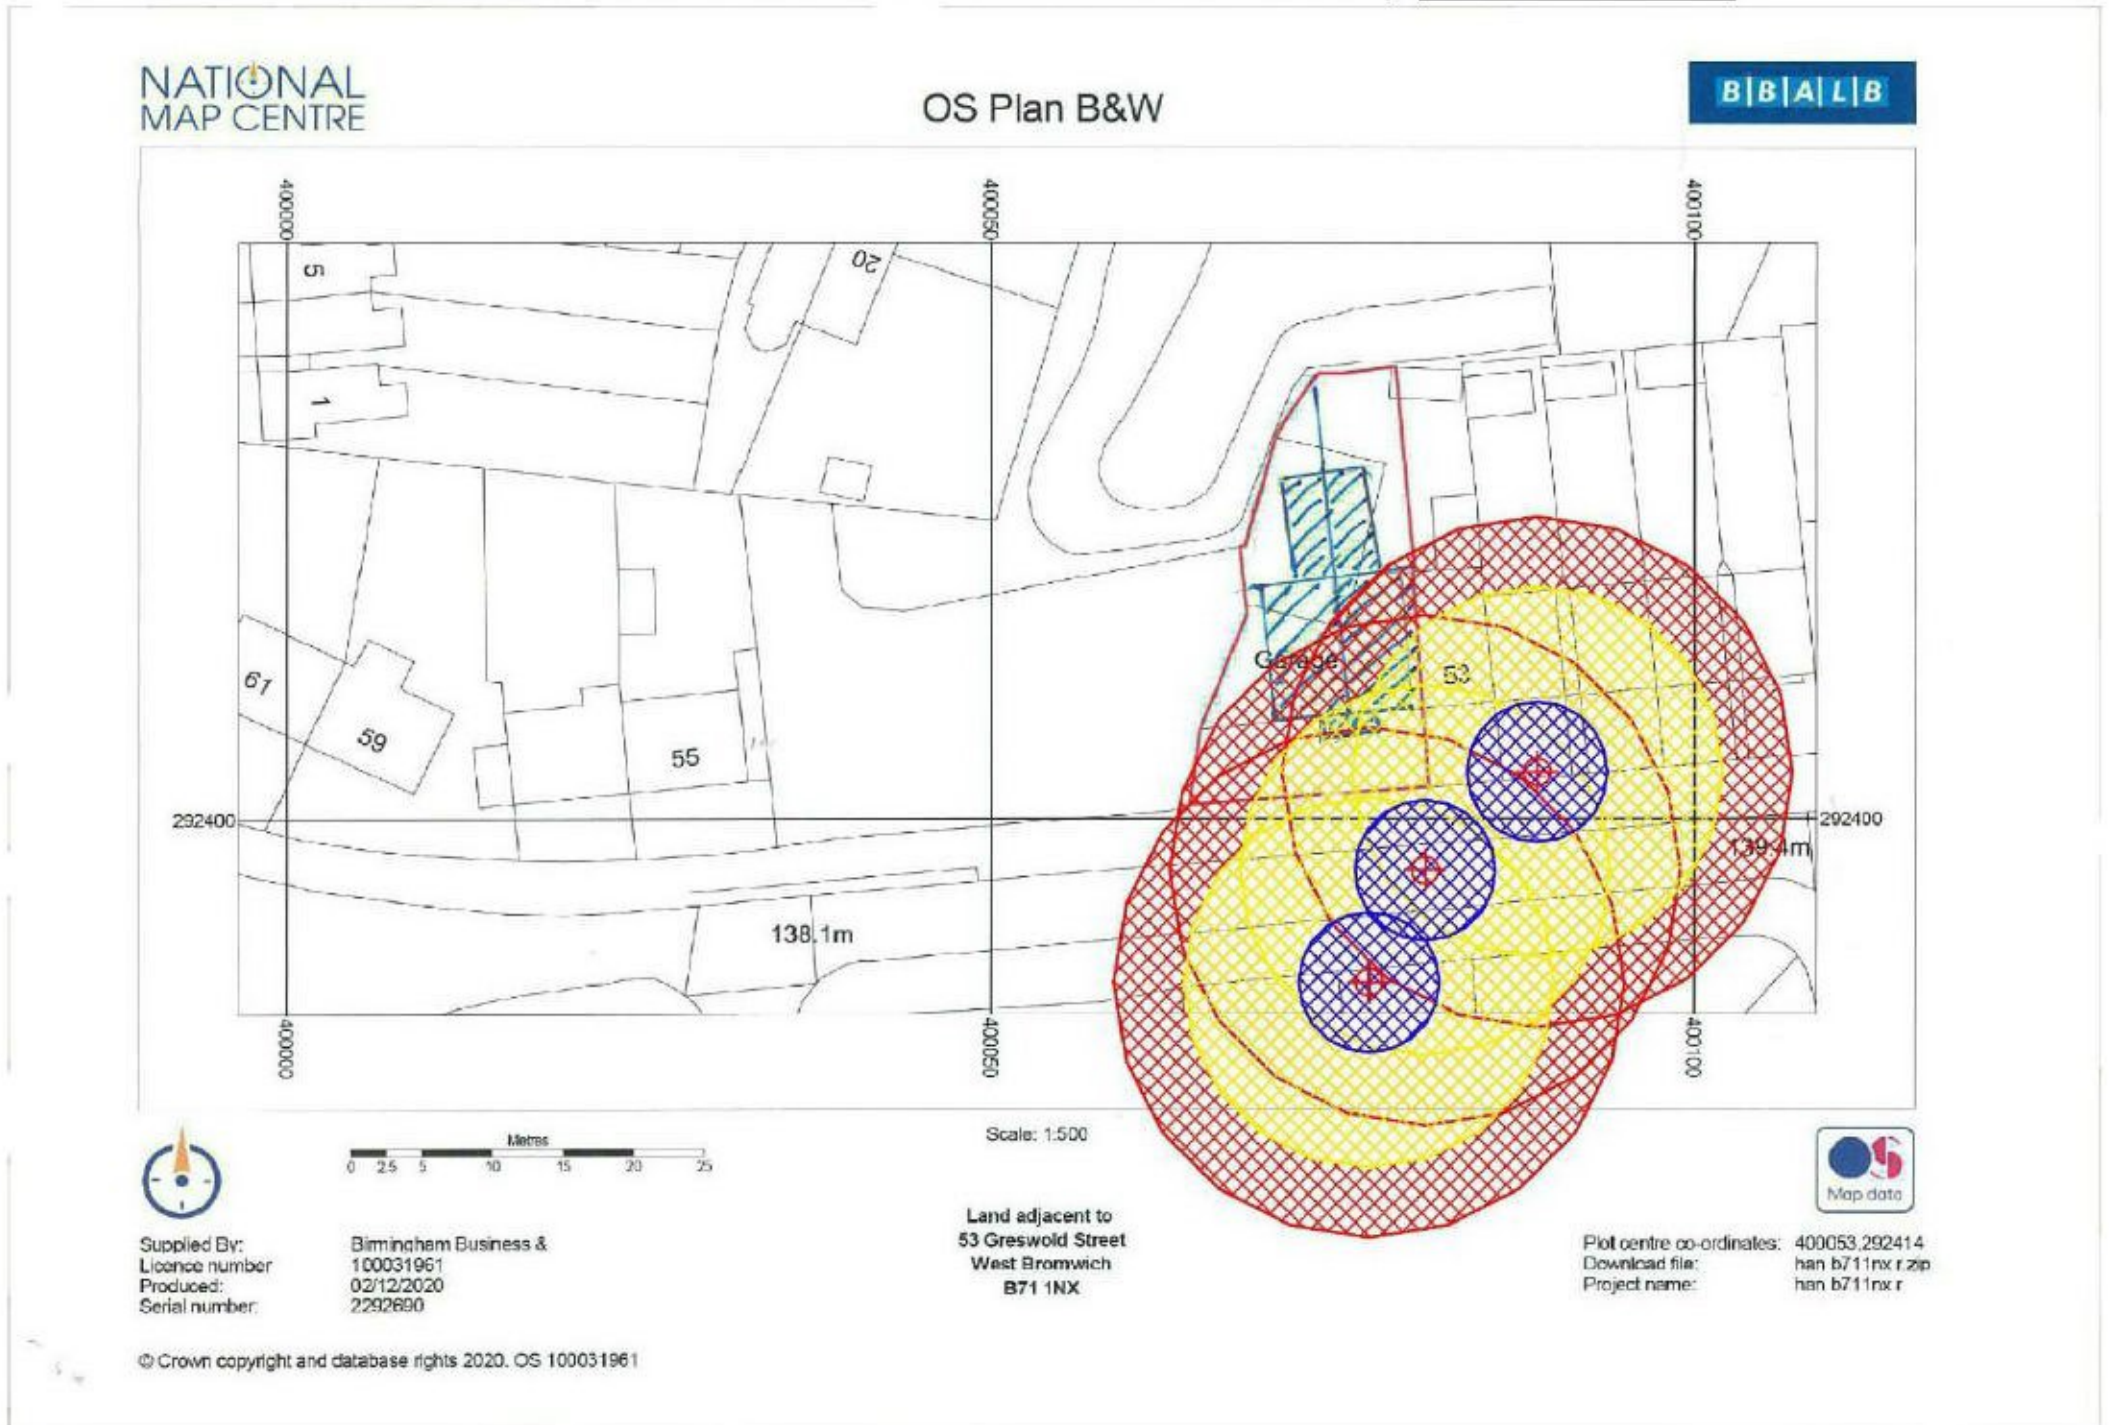 NATIONAL
MAP CENTRE
OS Plan B&W
B|B|A|L|B
400000
400050
400100
5
20
1
Garage
53
61
59
55
292400
292400
139.4m
138.1m
400000
400050
400100
Metres
0 2.5 5 10 15 20 25
Scale: 1:500
OS
Map data
Land adjacent to
53 Greswold Street
West Bromwich
B71 1NX
Supplied By: Birmingham Business &
Licence number 100031961
Produced: 02/12/2020
Serial number: 2292690
Plot centre co-ordinates: 400053,292414
Download file: han b711nx r.zip
Project name: han b711nx r
© Crown copyright and database rights 2020. OS 100031961